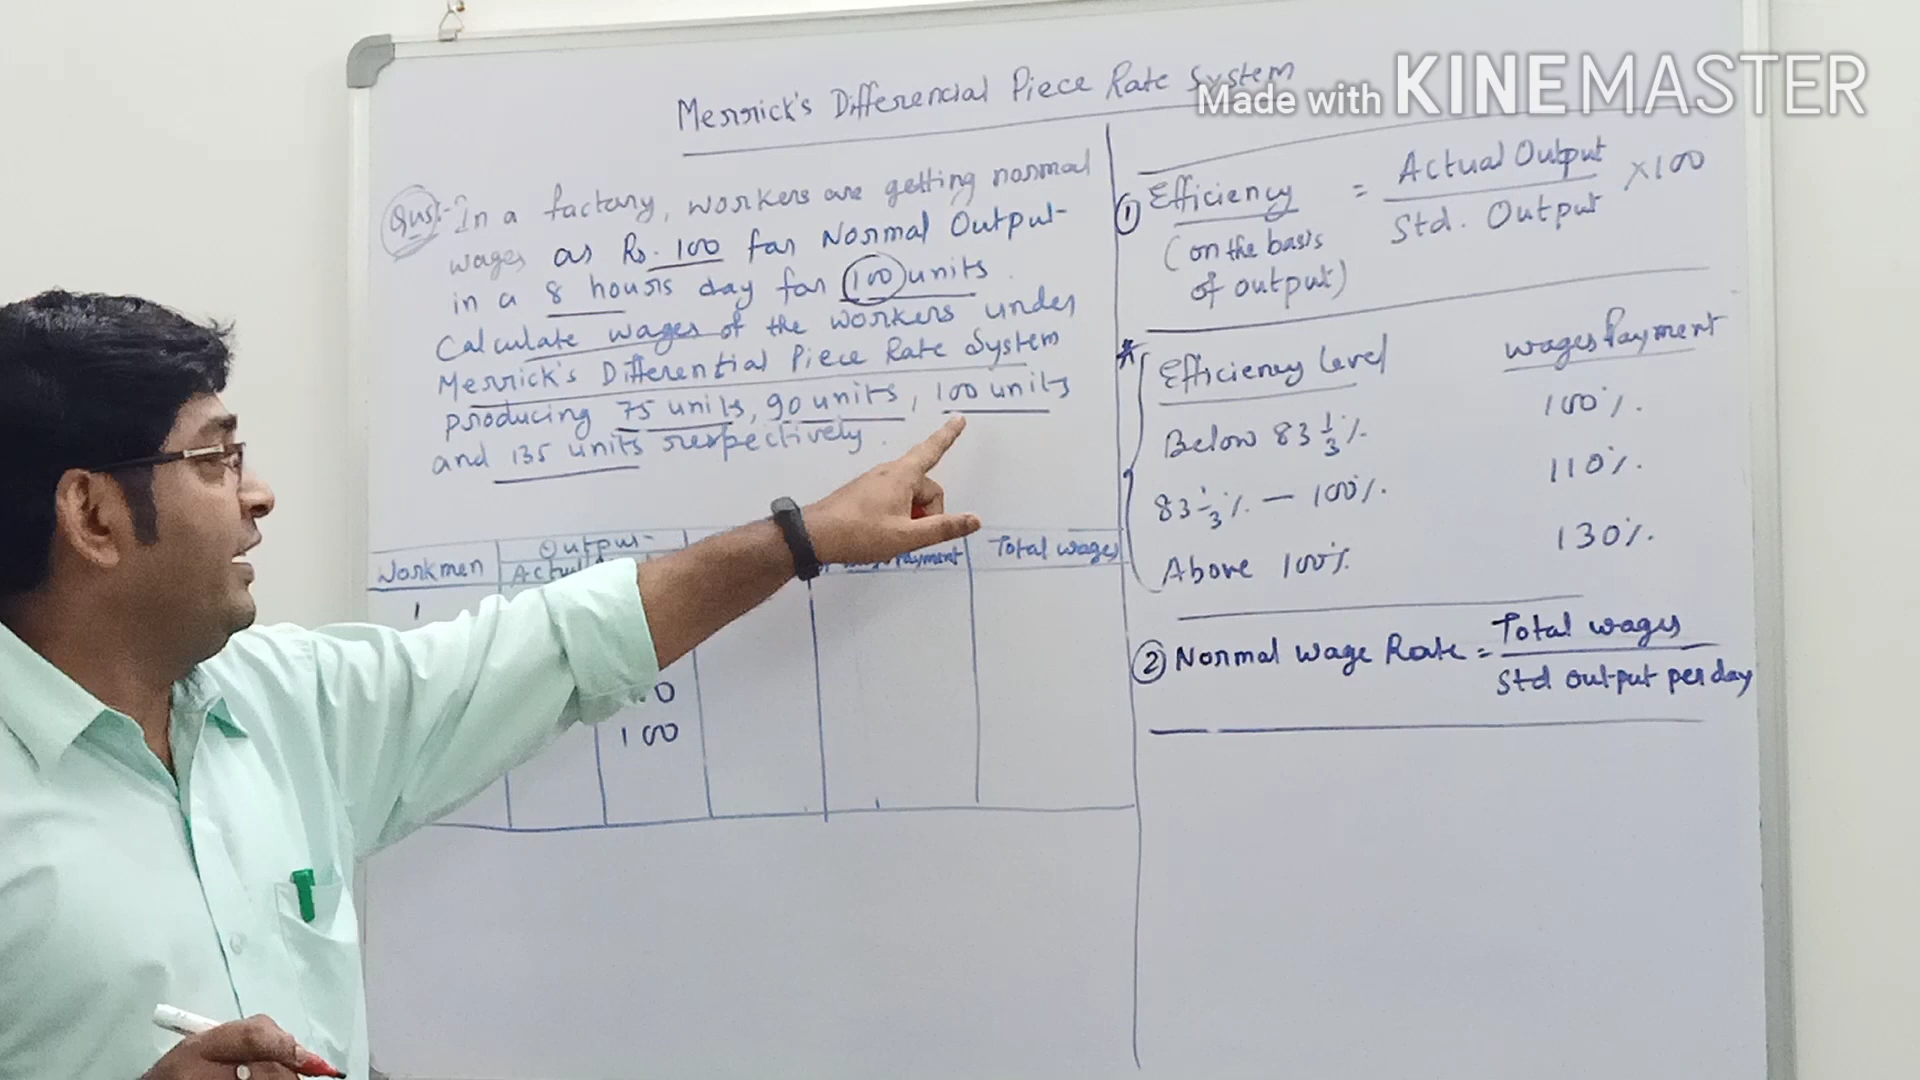 Made with KINEMASTER
Merrick's Differencial Piece Rate System
Qus:- In a factory, workers are getting normal
wages as Rs. 100 for Normal Output
in a 8 hours day for 100 units.
Calculate wages of the workers under
Merrick's Differential Piece Rate System
producing 75 units, 90 units, 100 units
and 135 units respectively.
Workmen Output Total wages
Payment
1
100
① Efficiency = Actual Output / Std. Output × 100
(on the basis
of output)
* Efficiency Level Wages Payment
Below 83 1/3 % 100%.
83 1/3 % — 100%. 110%.
Above 100%. 130%.
② Normal Wage Rate = Total wages / Std output per day